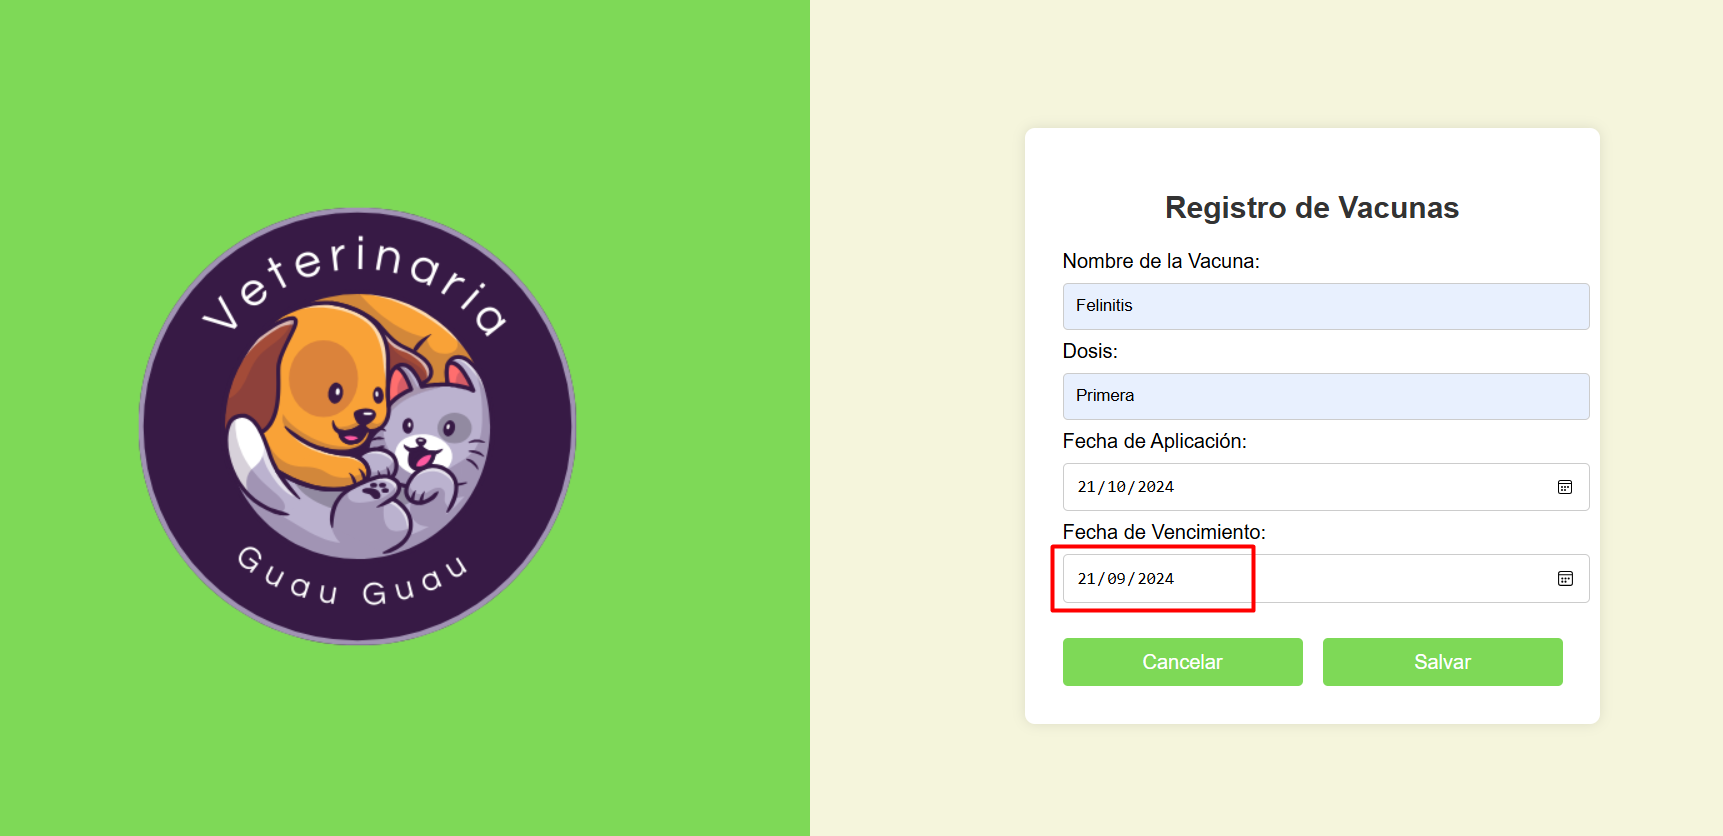 Veterinaria
Guau Guau
Registro de Vacunas
Nombre de la Vacuna:
Felinitis
Dosis:
Primera
Fecha de Aplicación:
21/10/2024
Fecha de Vencimiento:
21/09/2024
Cancelar
Salvar